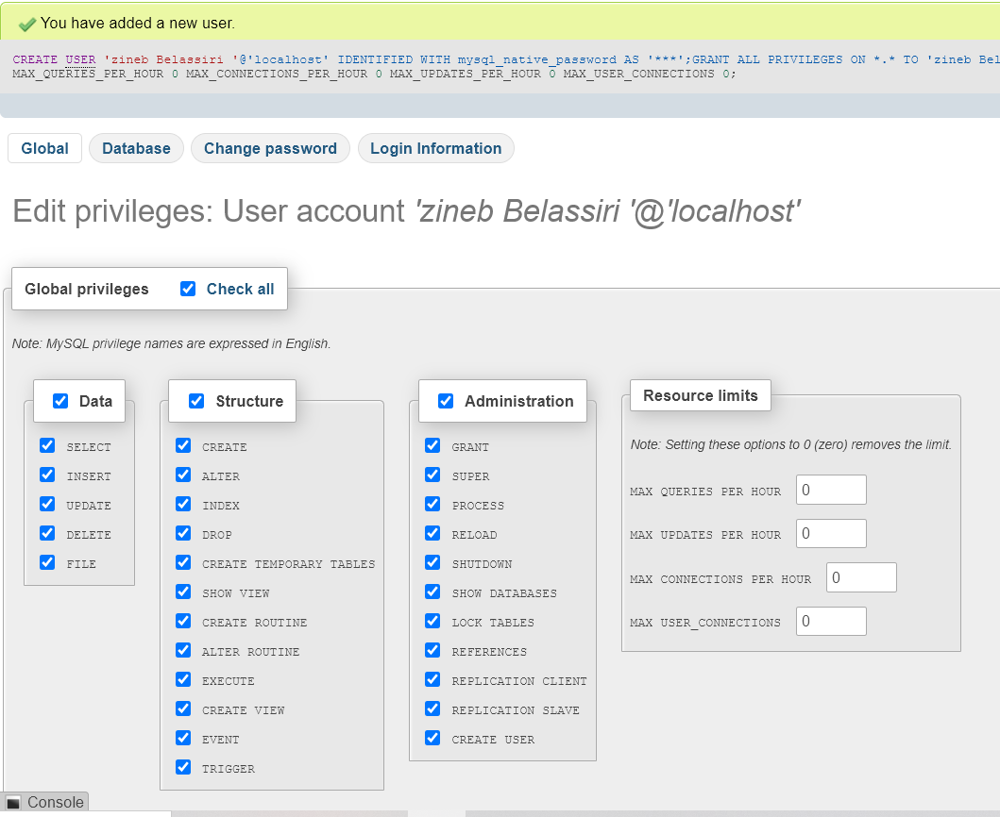 You have added a new user.
CREATE USER 'zineb Belassiri '@'localhost' IDENTIFIED WITH mysql_native_password AS '***';GRANT ALL PRIVILEGES ON *.* TO 'zineb Bel
MAX_QUERIES_PER_HOUR 0 MAX_CONNECTIONS_PER_HOUR 0 MAX_UPDATES_PER_HOUR 0 MAX_USER_CONNECTIONS 0;
Global Database Change password Login Information
Edit privileges: User account 'zineb Belassiri '@'localhost'
Global privileges Check all
Note: MySQL privilege names are expressed in English.
Data
SELECT
INSERT
UPDATE
DELETE
FILE
Structure
CREATE
ALTER
INDEX
DROP
CREATE TEMPORARY TABLES
SHOW VIEW
CREATE ROUTINE
ALTER ROUTINE
EXECUTE
CREATE VIEW
EVENT
TRIGGER
Administration
GRANT
SUPER
PROCESS
RELOAD
SHUTDOWN
SHOW DATABASES
LOCK TABLES
REFERENCES
REPLICATION CLIENT
REPLICATION SLAVE
CREATE USER
Resource limits
Note: Setting these options to 0 (zero) removes the limit.
MAX QUERIES PER HOUR 0
MAX UPDATES PER HOUR 0
MAX CONNECTIONS PER HOUR 0
MAX USER_CONNECTIONS 0
Console